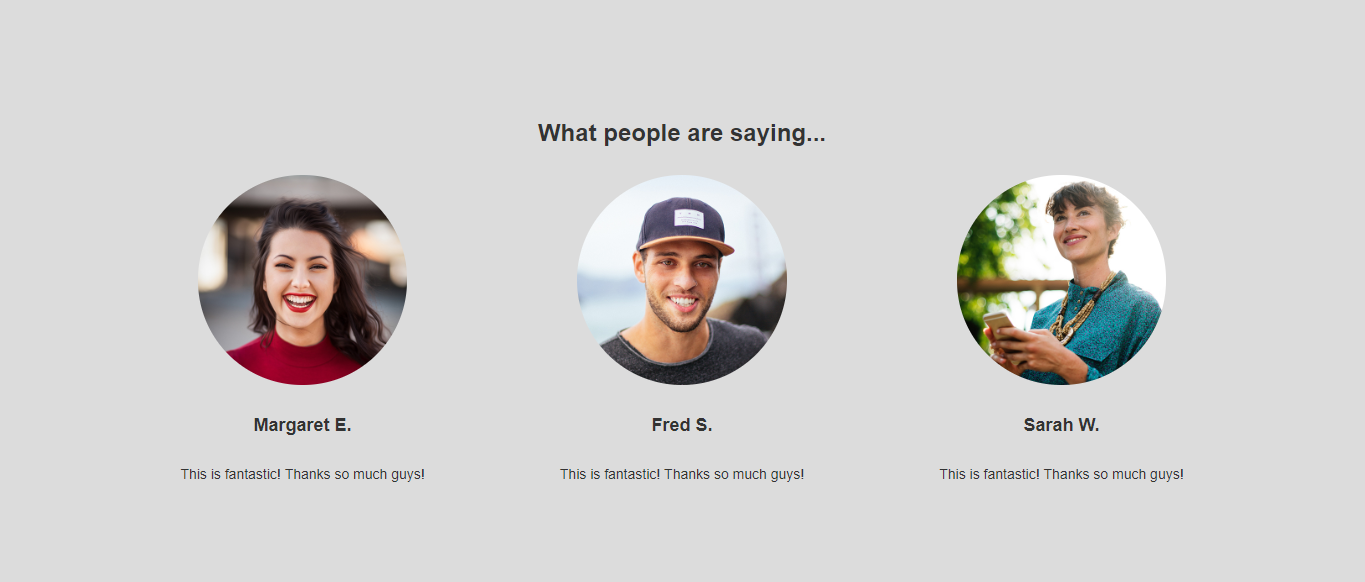 What people are saying...
Margaret E.
Fred S.
Sarah W.
This is fantastic! Thanks so much guys!
This is fantastic! Thanks so much guys!
This is fantastic! Thanks so much guys!